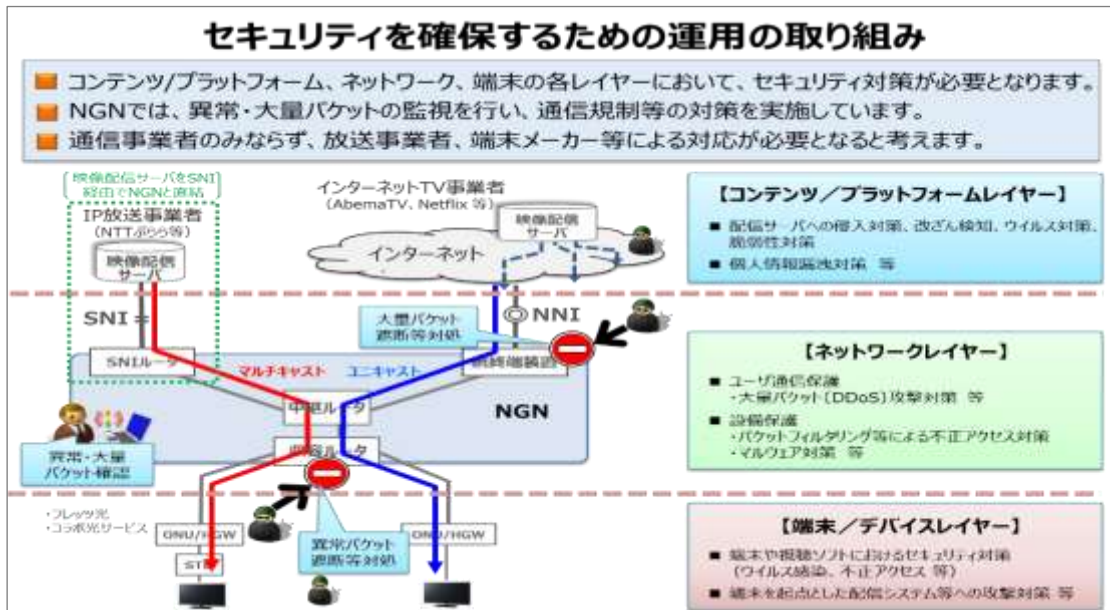 セキュリティを確保するための運用の取り組み
コンテンツ/プラットフォーム、ネットワーク、端末の各レイヤーにおいて、セキュリティ対策が必要となります。
NGNでは、異常・大量パケットの監視を行い、通信規制等の対策を実施しています。
通信事業者のみならず、放送事業者、端末メーカー等による対応が必要となると考えます。
映像配信サーバをSNI
経由でNGNと直結
IP放送事業者
(NTTぷらら等)
映像配信
サーバ
インターネットTV事業者
(AbemaTV、Netflix 等)
映像配信
サーバ
インターネット
【コンテンツ／プラットフォームレイヤー】
■ 配信サーバへの侵入対策、改ざん検知、ウイルス対策、
脆弱性対策
■ 個人情報漏洩対策 等
SNI
NNI
大量パケット
遮断等対処
SNIルータ
網終端装置
マルチキャスト
ユニキャスト
中継ルータ
NGN
収容ルータ
異常・大量
パケット確認
【ネットワークレイヤー】
■ ユーザ通信保護
・大量パケット(DDoS)攻撃対策 等
■ 設備保護
・パケットフィルタリング等による不正アクセス対策
・マルウェア対策 等
・フレッツ光
・コラボ光サービス
ONU/HGW
ONU/HGW
STB
異常パケット
遮断等対処
【端末／デバイスレイヤー】
■ 端末や視聴ソフトにおけるセキュリティ対策
(ウイルス感染、不正アクセス 等)
■ 端末を起点とした配信システム等への攻撃対策 等